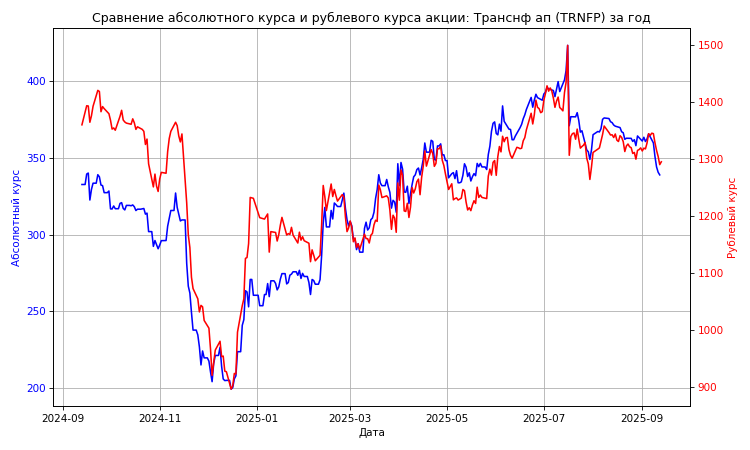 Сравнение абсолютного курса и рублевого курса акции: Транснф ап (TRNFP) за год
Абсолютный курс
400
350
300
250
200
1500
1400
1300
1200
1100
1000
900
Рублевый курс
2024-09 2024-11 2025-01 2025-03 2025-05 2025-07 2025-09
Дата